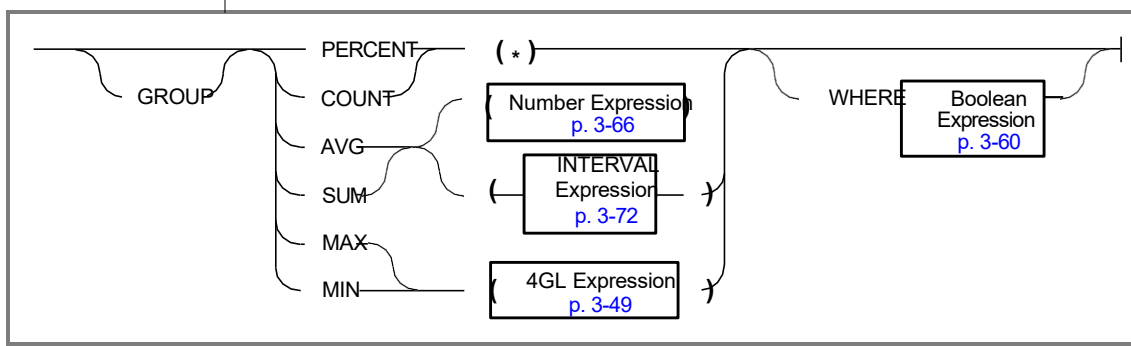 PERCENT ( * )
GROUP COUNT WHERE
( Number Expression )
p. 3-66
Boolean
Expression
p. 3-60
AVG
SUM
( INTERVAL
Expression )
p. 3-72
MAX
MIN
( 4GL Expression )
p. 3-49